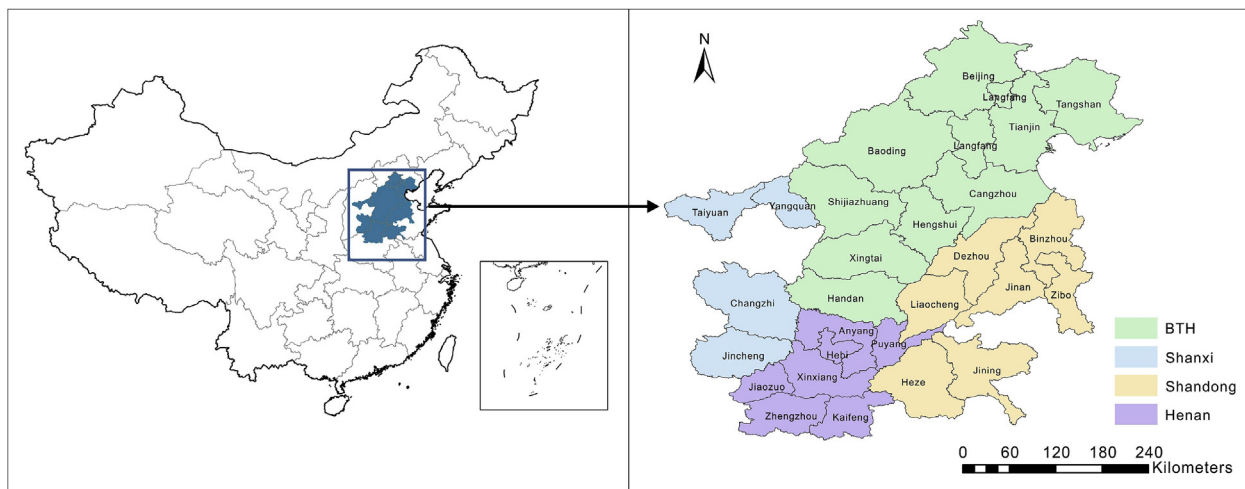 N
Beijing
Langfang
Tangshan
Tianjin
Langfang
Baoding
Cangzhou
Shijiazhuang
Yangquan
Taiyuan
Hengshui
Binzhou
Dezhou
Xingtai
Jinan
Zibo
Changzhi
Handan
Liaocheng
Anyang
Puyang
Hebi
Jincheng
Jining
Xinxiang
Heze
Jiaozuo
Zhengzhou
Kaifeng
BTH
Shanxi
Shandong
Henan
0 60 120 180 240
Kilometers